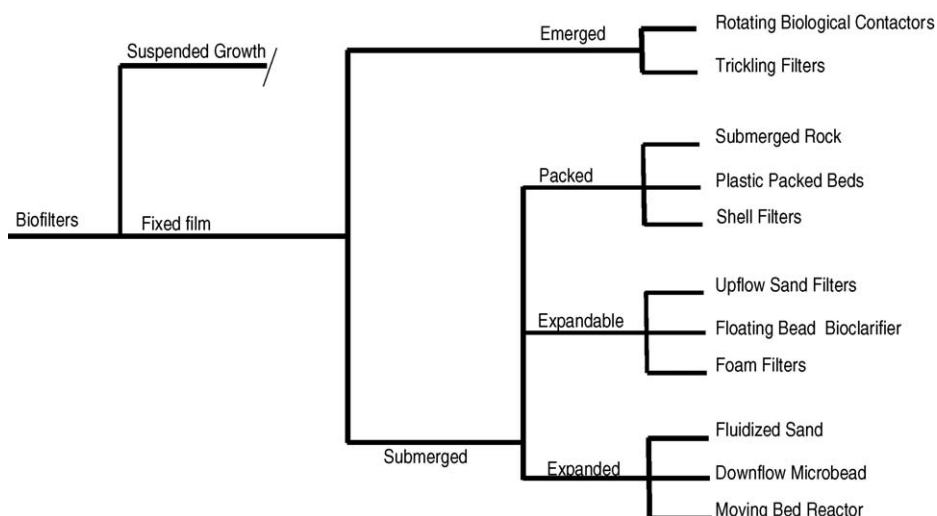 Rotating Biological Contactors
Emerged
Suspended Growth
Trickling Filters
Submerged Rock
Packed
Plastic Packed Beds
Shell Filters
Biofilters
Fixed film
Upflow Sand Filters
Expandable
Floating Bead Bioclarifier
Foam Filters
Fluidized Sand
Submerged
Expanded
Downflow Microbead
Moving Bed Reactor